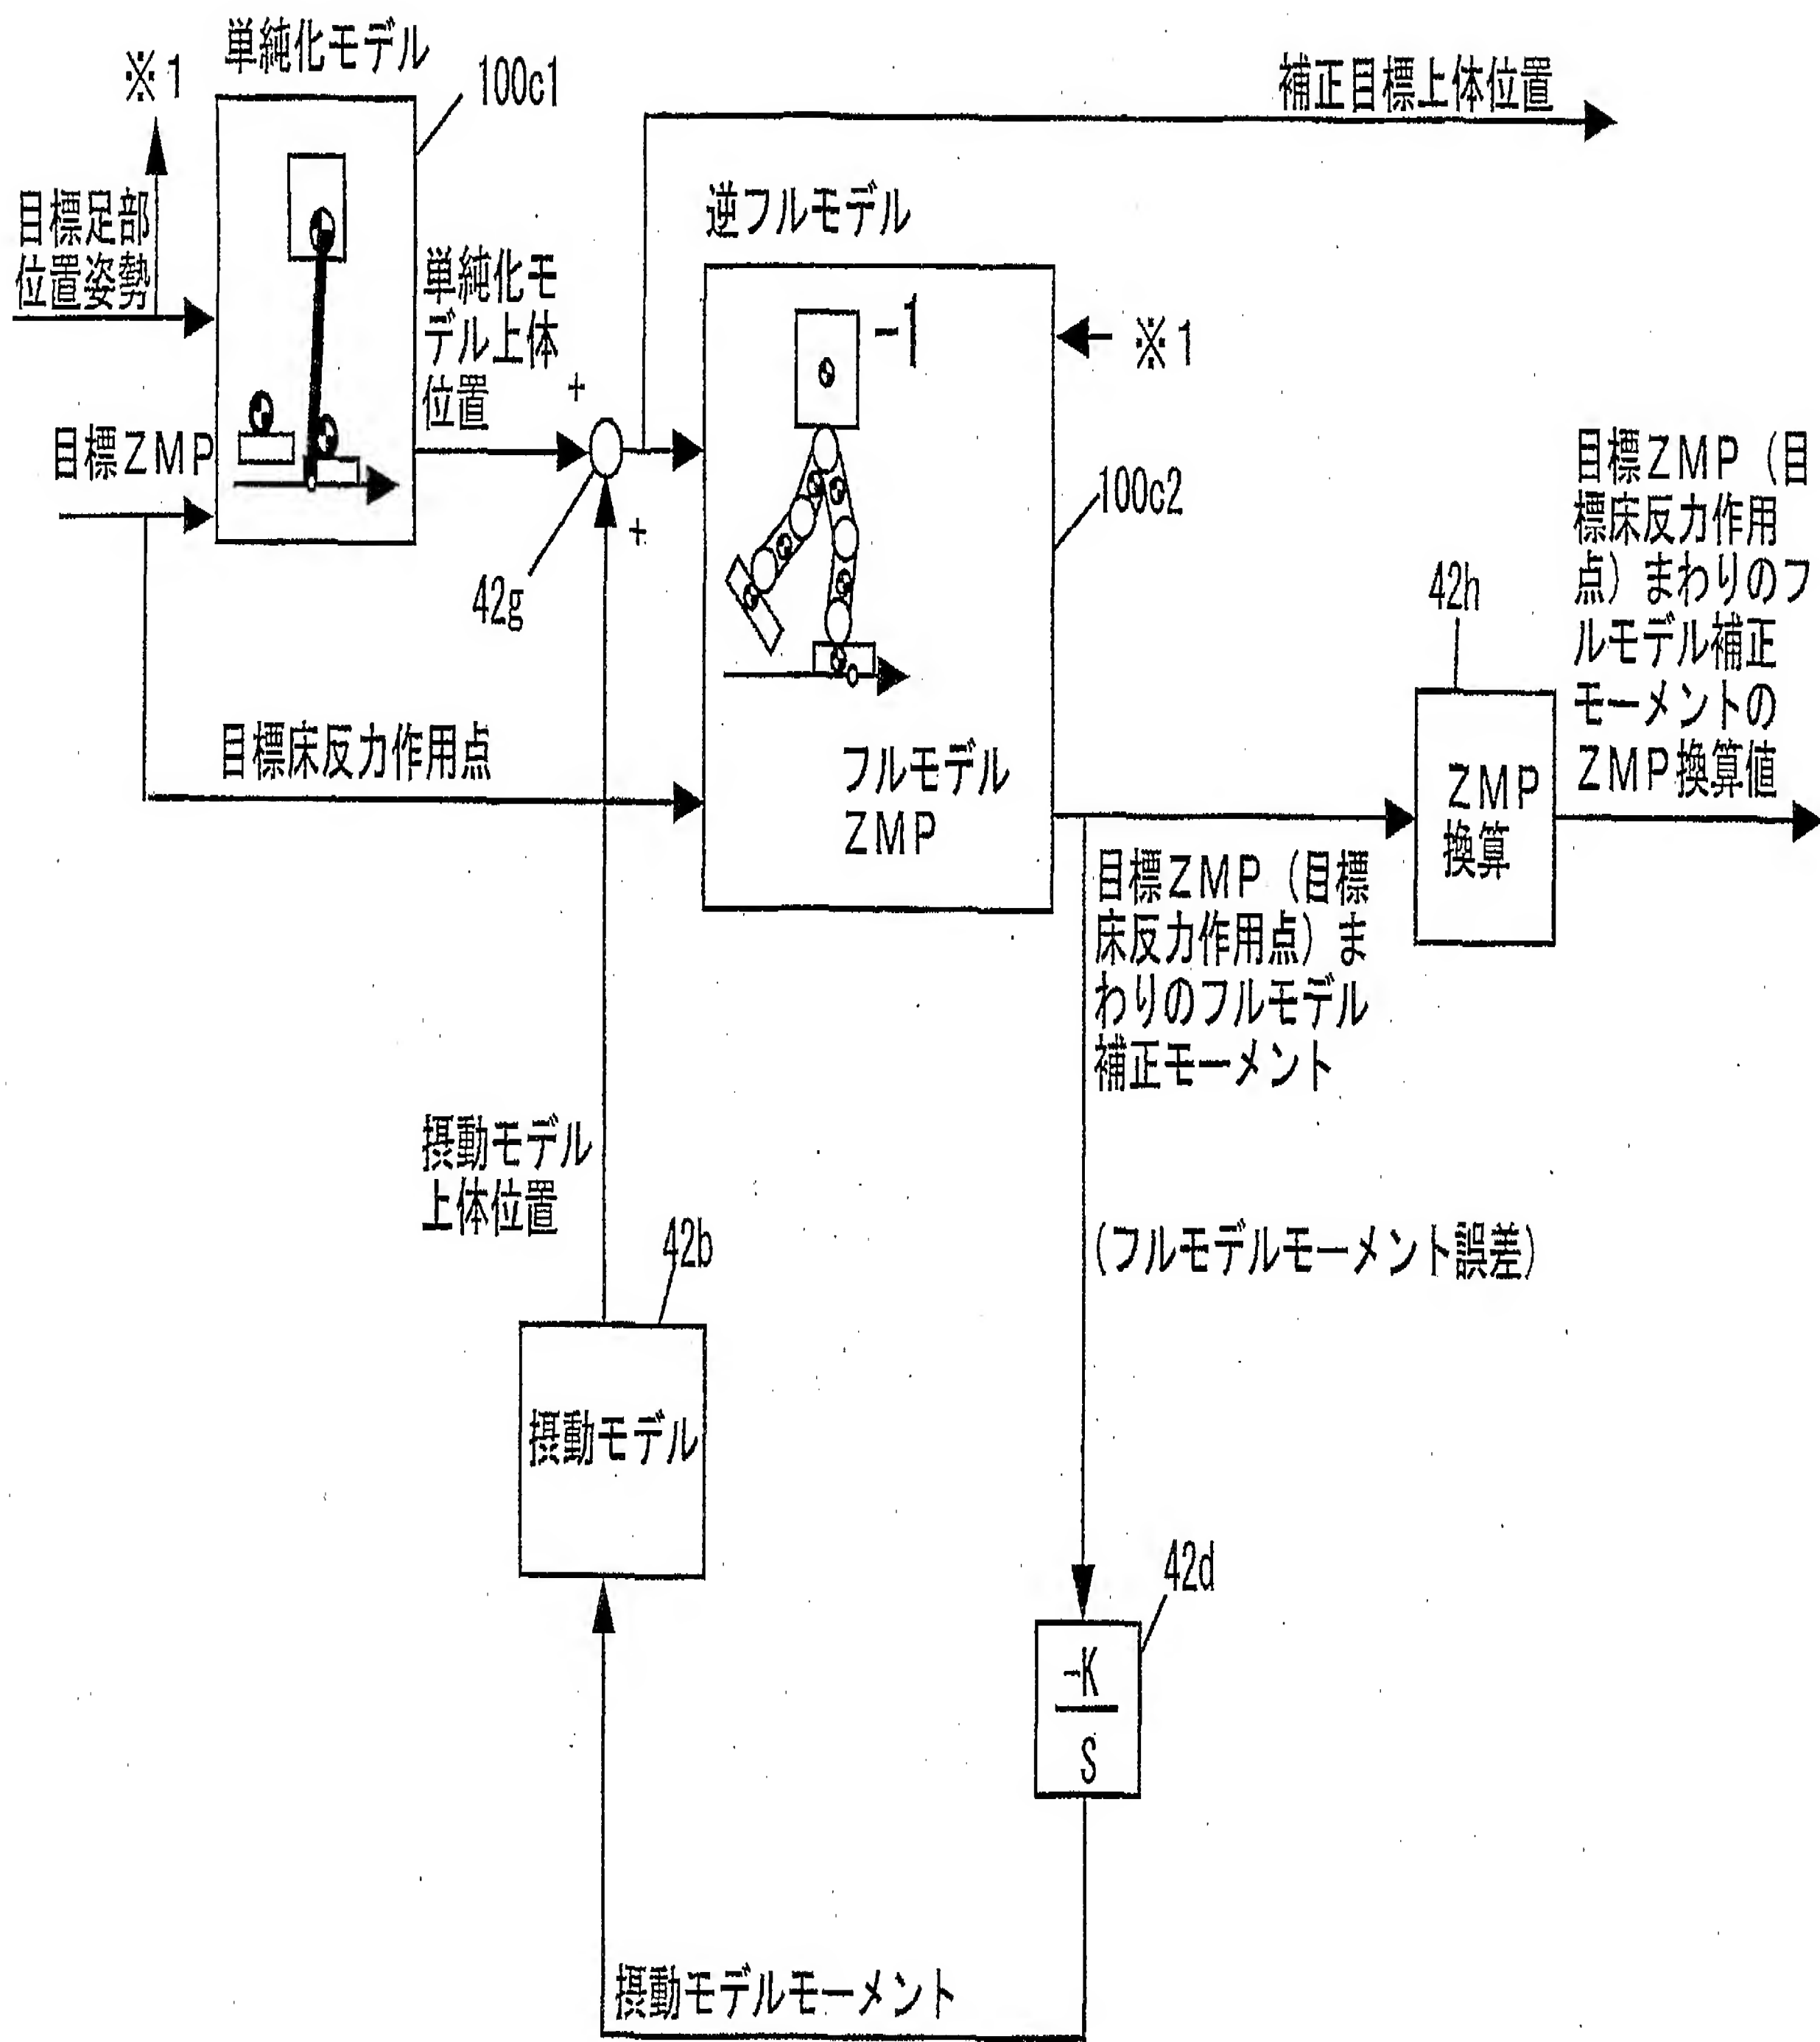 ※1
単純化モデル
100c1
補正目標上体位置
目標足部
位置姿勢
単純化モ
デル上体
位置
逆フルモデル
-1
※1
目標ZMP
+
+
42g
100c2
目標ZMP(目
標床反力作用
点)まわりのフ
ルモデル補正
モーメントの
ZMP換算値
42h
目標床反力作用点
フルモデル
ZMP
ZMP
換算
目標ZMP(目標
床反力作用点)ま
わりのフルモデル
補正モーメント
摂動モデル
上体位置
(フルモデルモーメント誤差)
42b
摂動モデル
42d
-K
S
摂動モデルモーメント